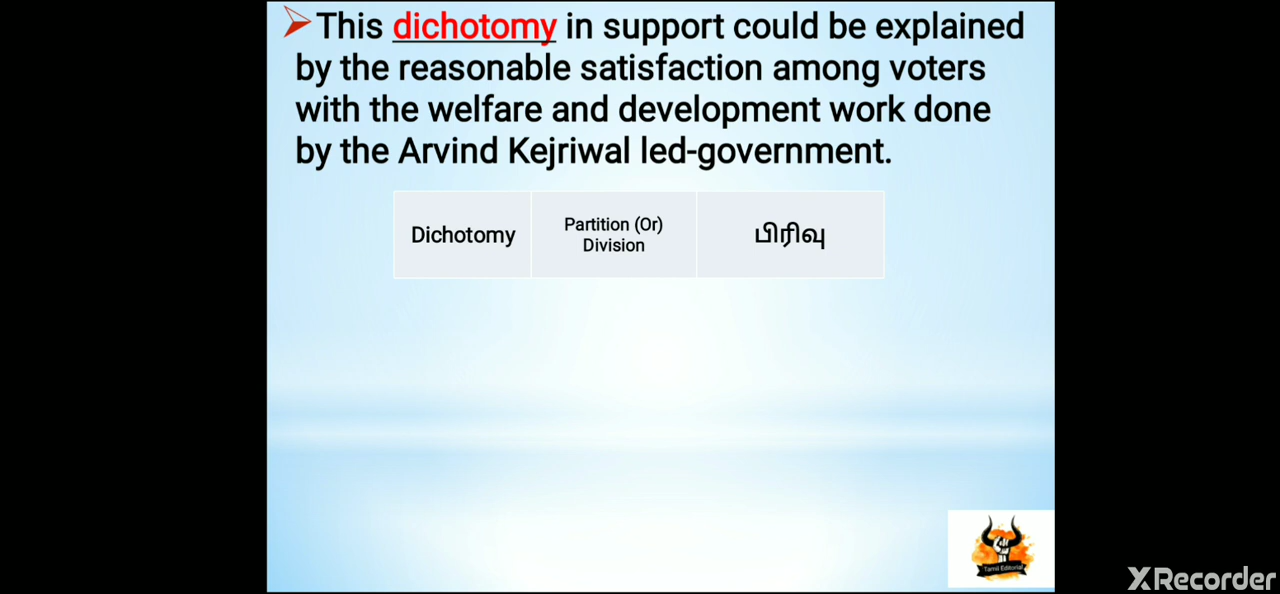 This dichotomy in support could be explained
by the reasonable satisfaction among voters
with the welfare and development work done
by the Arvind Kejriwal led-government.
Dichotomy
Partition (Or)
Division
பிரிவு
Tamil Editorial
XRecorder